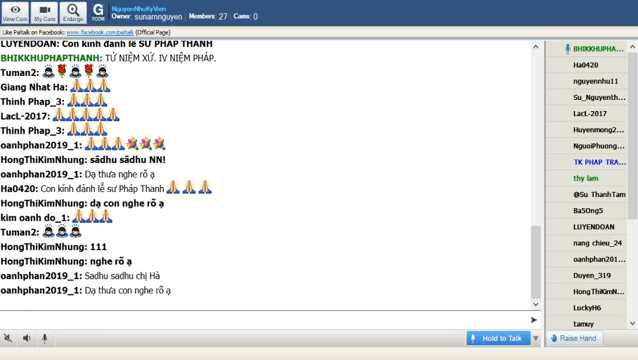 NguyenNhuKyVien
Owner: sunamnguyen | Members: 27 Cams: 0
View Cam My Cam Enlarge G ROOM
Like Paltalk on Facebook: www.facebook.com/paltalk (Official Page)
LUYENDOAN: Con kính đảnh lể SƯ PHÁP THÀNH
BHIKKHUPHAPTHANH: TỨ NIỆM XỨ. IV NIỆM PHÁP.
Tuman2:
Giang Nhat Ha:
Thinh Phap_3:
LacL-2017:
Thinh Phap_3:
oanhphan2019_1:
HongThiKimNhung: sādhu sādhu NN!
oanhphan2019_1: Dạ thưa nghe rõ ạ
Ha0420: Con kính đảnh lễ sư Pháp Thanh
HongThiKimNhung: dạ con nghe rõ ạ
kim oanh do_1:
Tuman2:
HongThiKimNhung: 111
HongThiKimNhung: nghe rõ ạ
oanhphan2019_1: Sadhu sadhu chị Hà
oanhphan2019_1: Dạ thưa con nghe rõ ạ
BHIKKHUPHA...
Ha0420
nguyennhu11
Su_Nguyenth...
LacL-2017
Huyenmong2...
NguoiPhuong...
TK PHAP TRA...
thy lam
@Su ThanhTam
Ba5Ong5
LUYENDOAN
nang chieu_24
oanhphan201...
Duyen_319
HongThiKimN...
LuckyH6
tamuy
Hold to Talk
Raise Hand